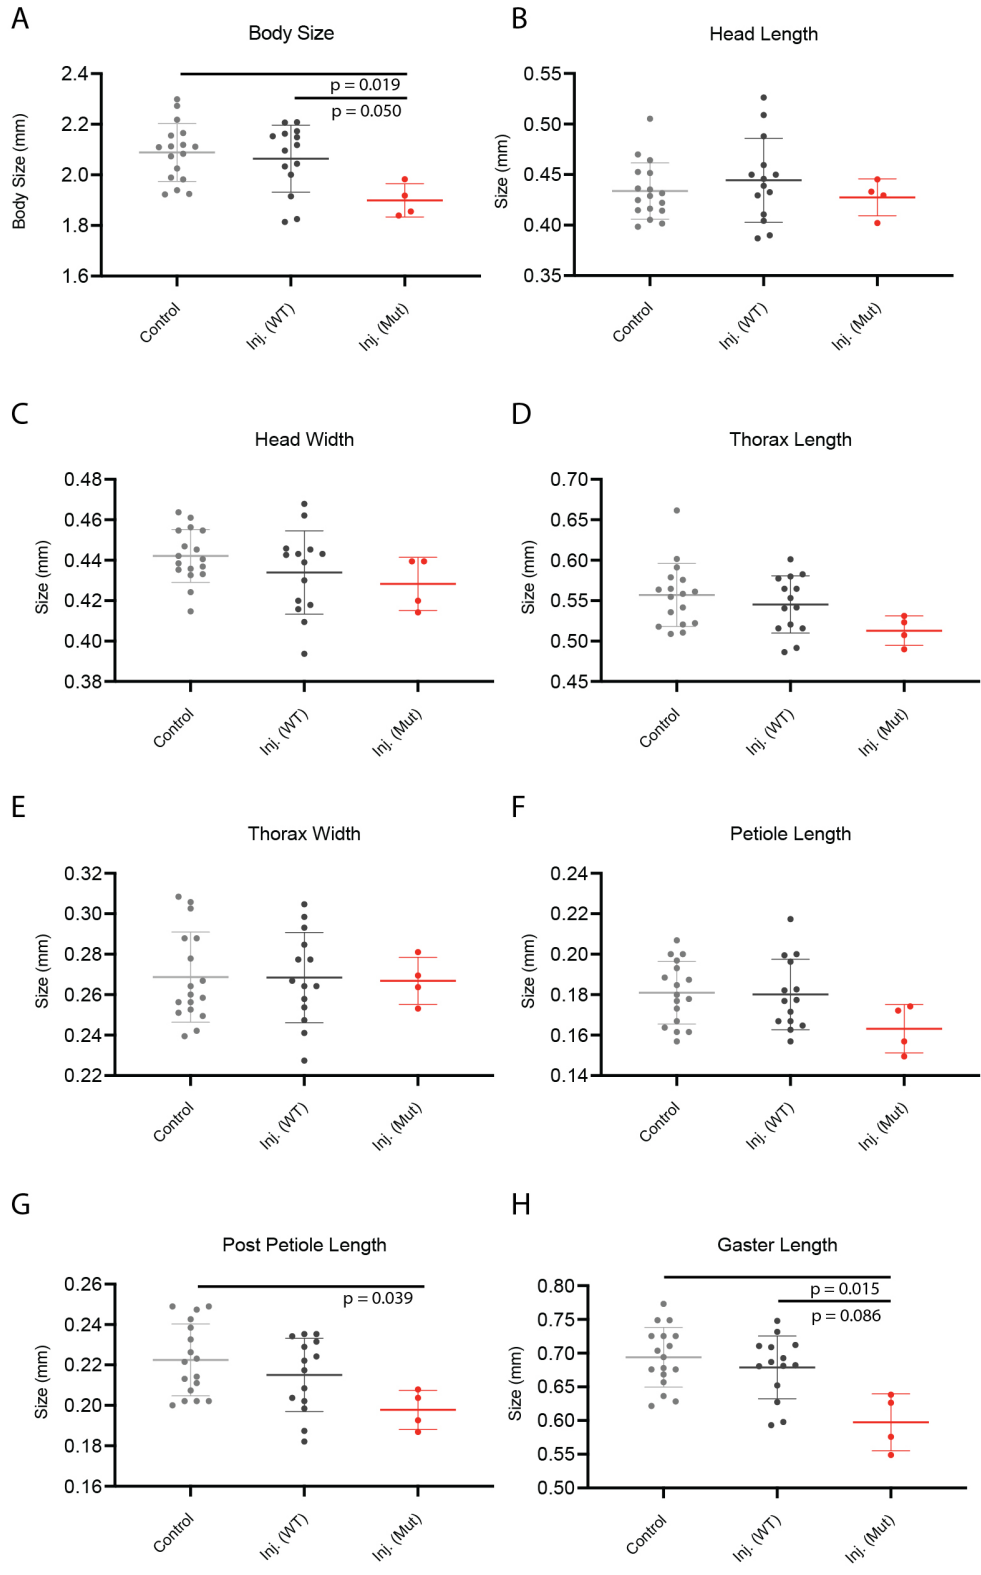 A
Body Size
2.4
2.2
2.0
1.8
1.6
Body Size (mm)
p = 0.019
p = 0.050
Control
Inj. (WT)
Inj. (Mut)
B
Head Length
0.55
0.50
0.45
0.40
0.35
Size (mm)
Control
Inj. (WT)
Inj. (Mut)
C
Head Width
0.48
0.46
0.44
0.42
0.40
0.38
Size (mm)
Control
Inj. (WT)
Inj. (Mut)
D
Thorax Length
0.70
0.65
0.60
0.55
0.50
0.45
Size (mm)
Control
Inj. (WT)
Inj. (Mut)
E
Thorax Width
0.32
0.30
0.28
0.26
0.24
0.22
Size (mm)
Control
Inj. (WT)
Inj. (Mut)
F
Petiole Length
0.24
0.22
0.20
0.18
0.16
0.14
Size (mm)
Control
Inj. (WT)
Inj. (Mut)
G
Post Petiole Length
0.26
0.24
0.22
0.20
0.18
0.16
Size (mm)
p = 0.039
Control
Inj. (WT)
Inj. (Mut)
H
Gaster Length
0.80
0.75
0.70
0.65
0.60
0.55
0.50
Size (mm)
p = 0.015
p = 0.086
Control
Inj. (WT)
Inj. (Mut)